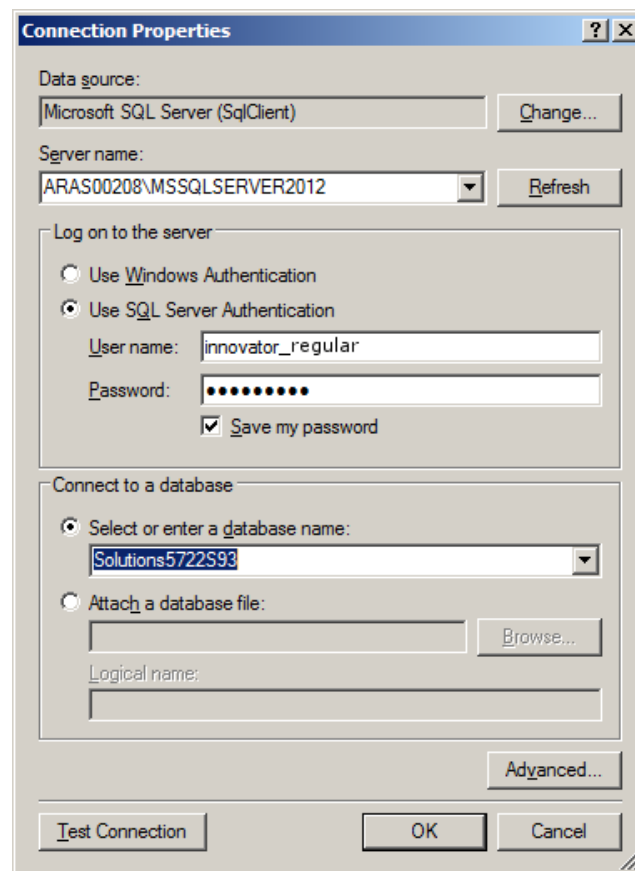 Connection Properties
Data source:
Microsoft SQL Server (SqlClient)
Change...
Server name:
ARAS00208\MSSQLSERVER2012
Refresh
Log on to the server
Use Windows Authentication
Use SQL Server Authentication
User name: innovator_regular
Password: ●●●●●●●●●
Save my password
Connect to a database
Select or enter a database name:
Solutions5722S93
Attach a database file:
Browse...
Logical name:
Advanced...
Test Connection OK Cancel